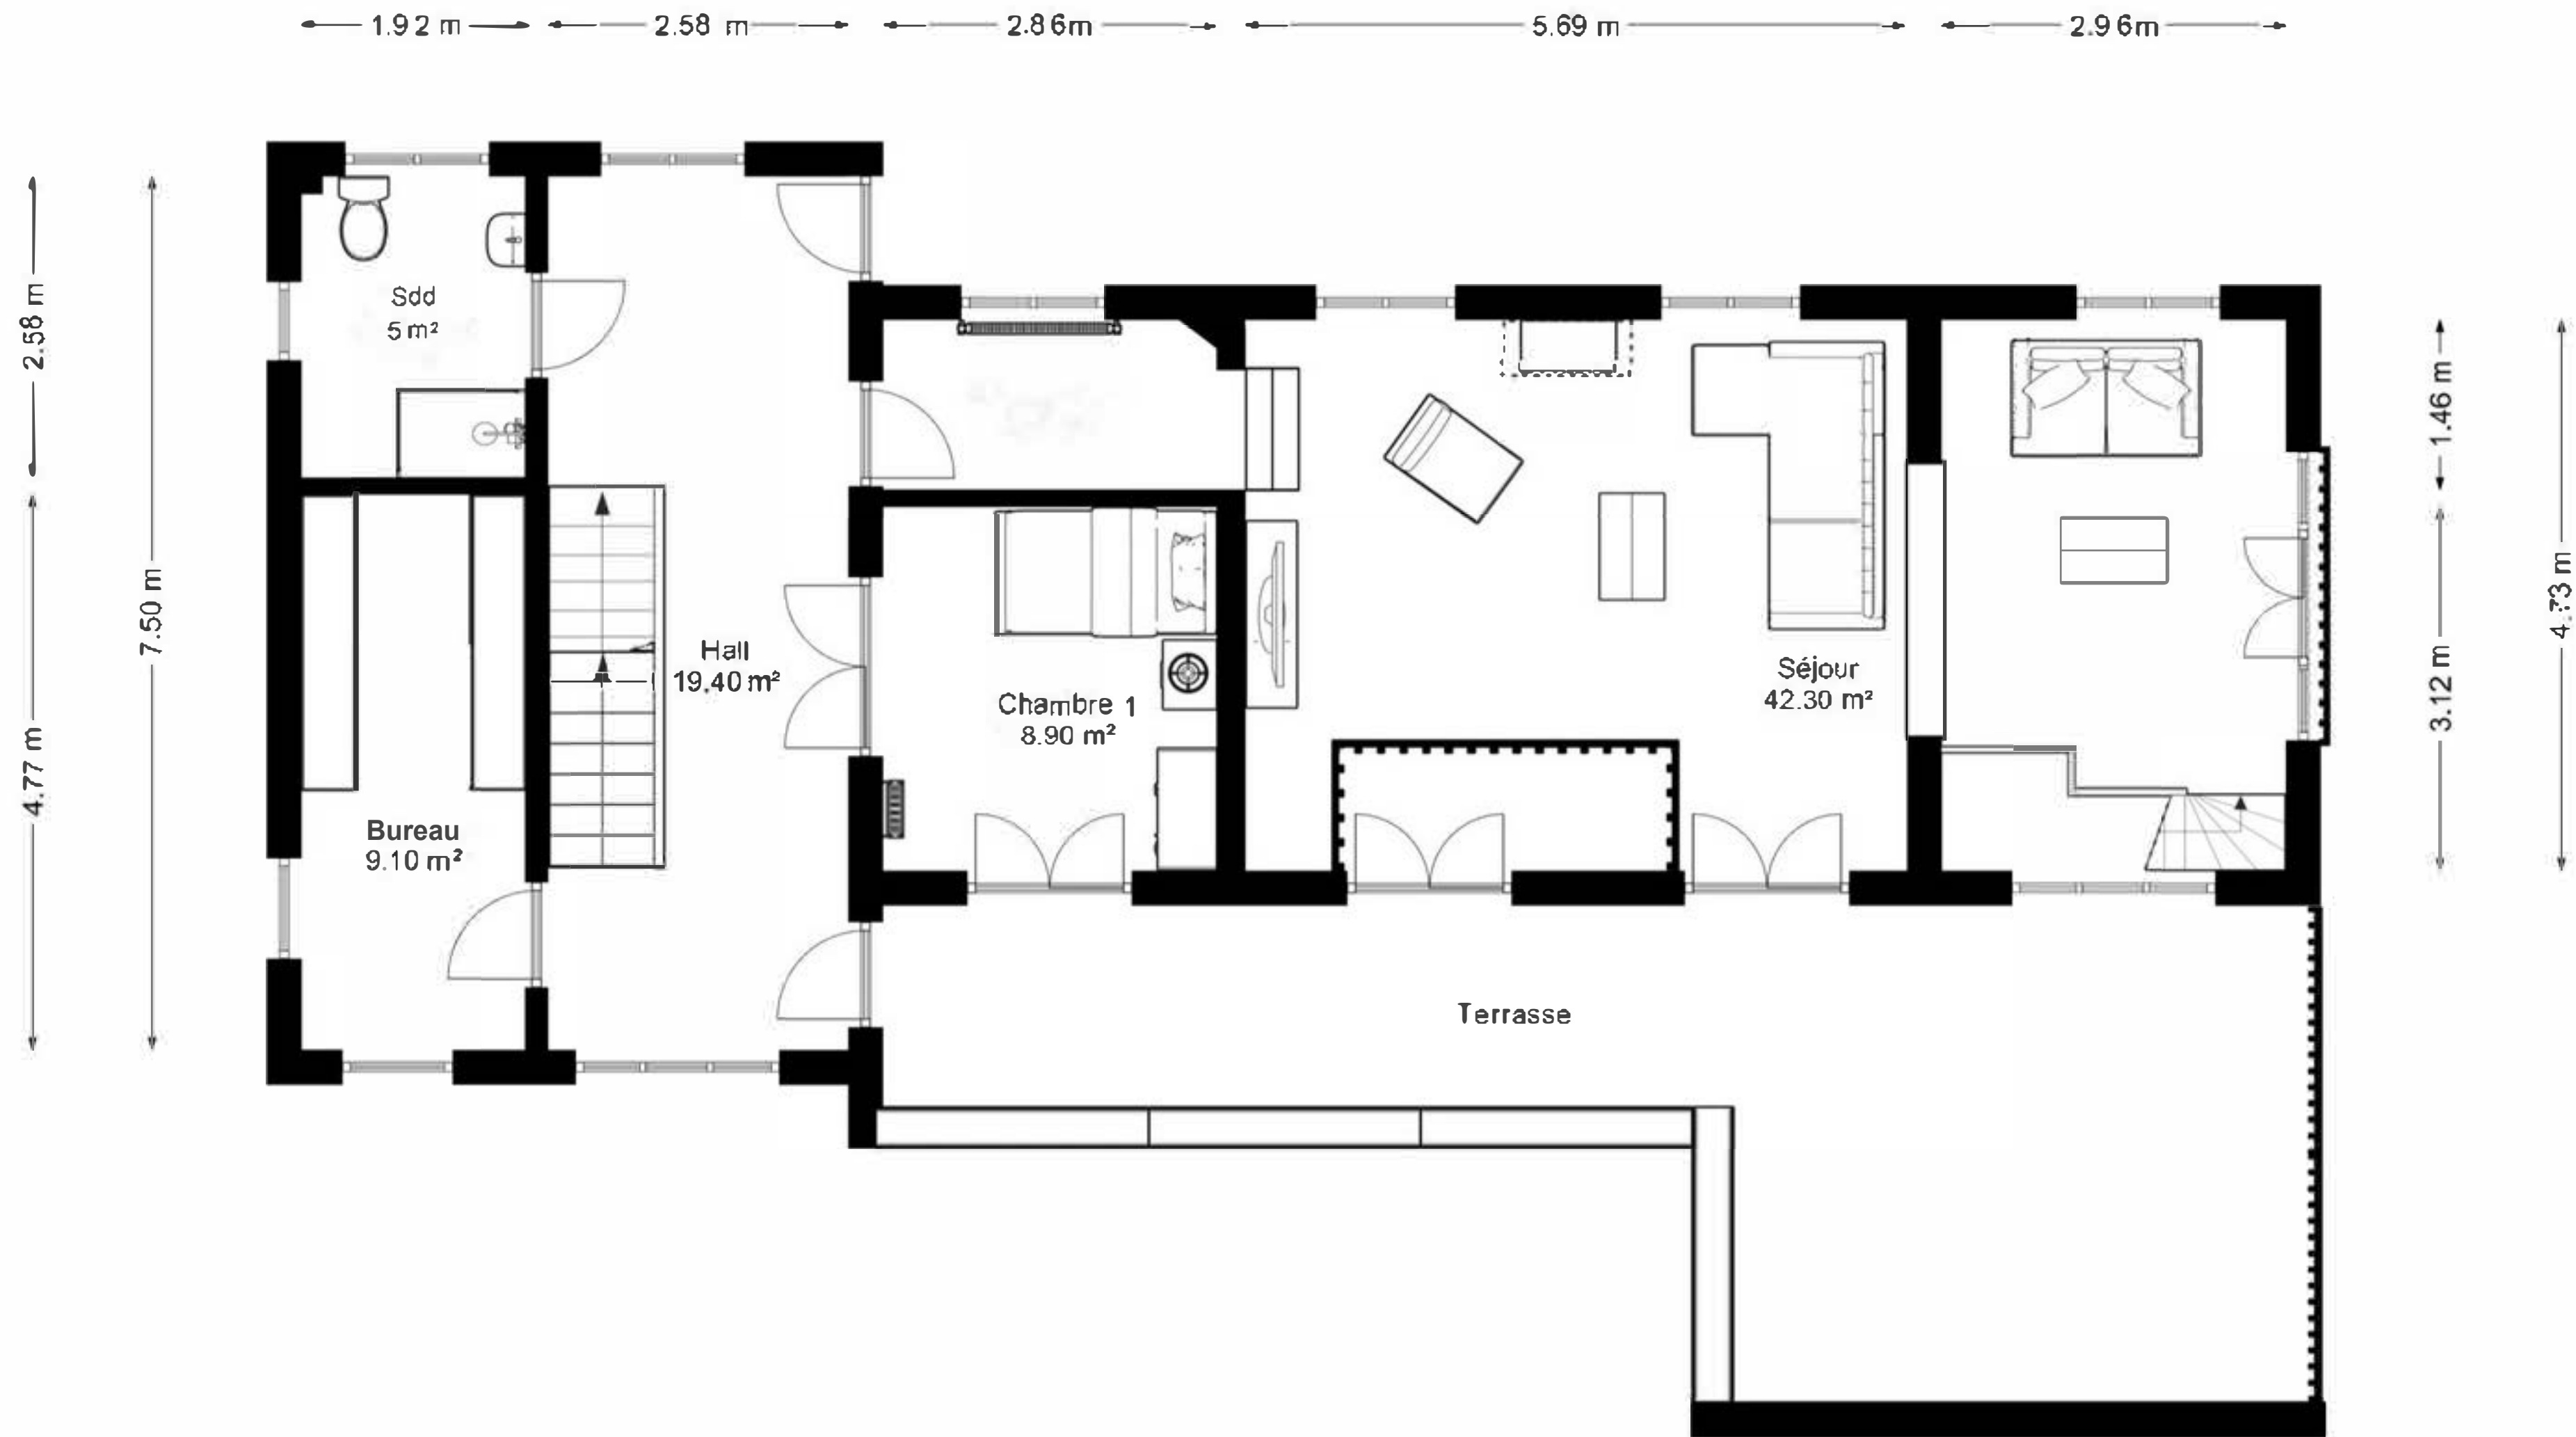 1.92 m
2.58 m
2.86m
5.69 m
2.96m
2.58 m
4.77 m
7.50 m
Sdd
5 m²
Hall
19.40 m²
Bureau
9.10 m²
Chambre 1
8.90 m²
Séjour
42.30 m²
Terrasse
1.46 m
3.12 m
4.73 m